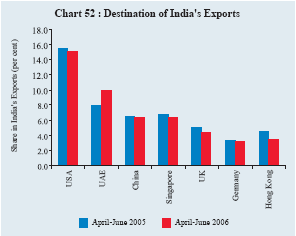 Chart 52 : Destination of India's Exports
Share in India's Exports (per cent)
18.0
16.0
14.0
12.0
10.0
8.0
6.0
4.0
2.0
0.0
USA
UAE
China
Singapore
UK
Germany
Hong Kong
April-June 2005 April-June 2006